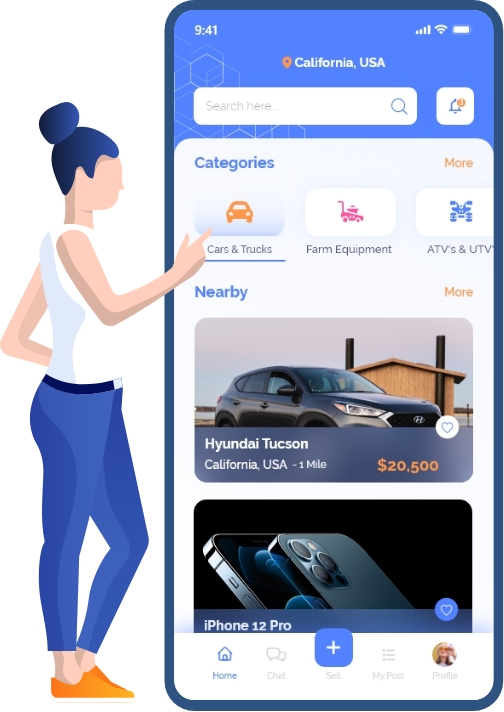 9:41
California, USA
Search here..
3
Categories
More
Cars & Trucks
Farm Equipment
ATV's & UTV'
Nearby
More
Hyundai Tucson
California, USA - 1 Mile
$20,500
iPhone 12 Pro
Home
Chat
Sell
My Post
Profile